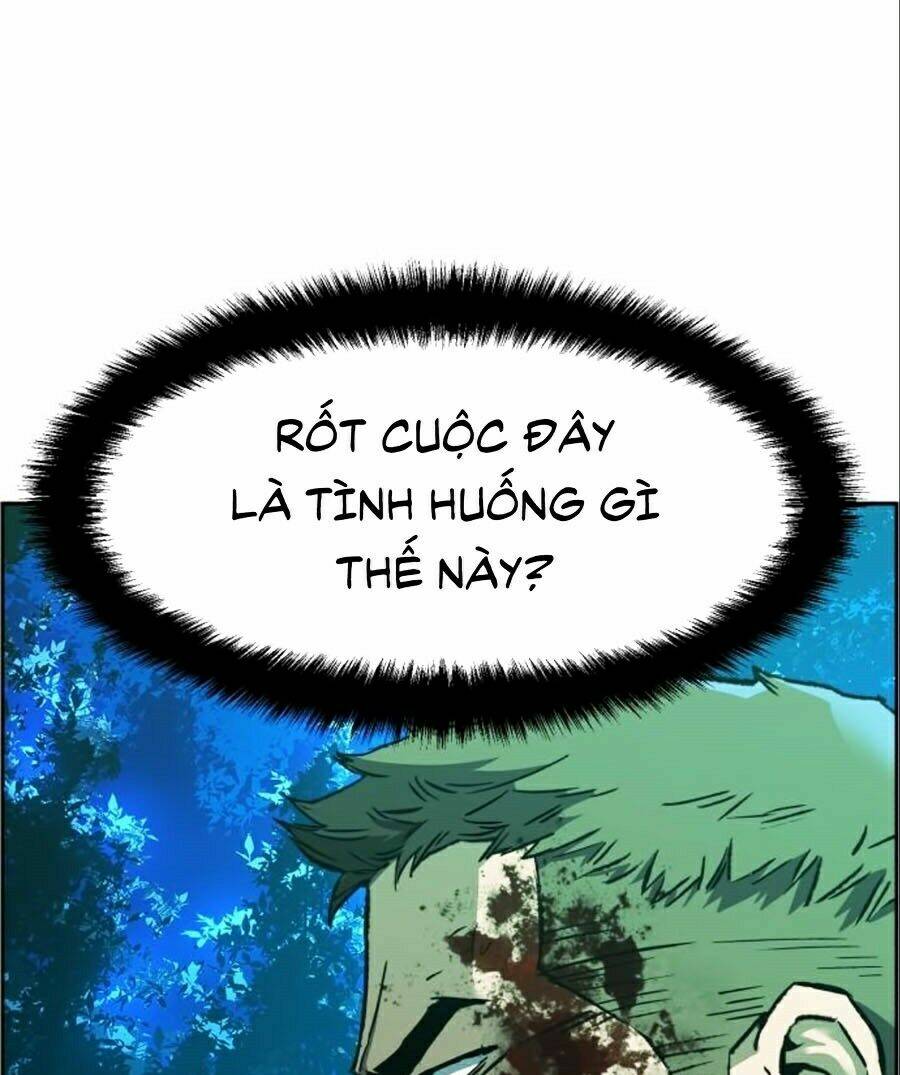 RỐT CUỘC ĐÂY
LÀ TÌNH HUỐNG GÌ
THẾ NÀY?